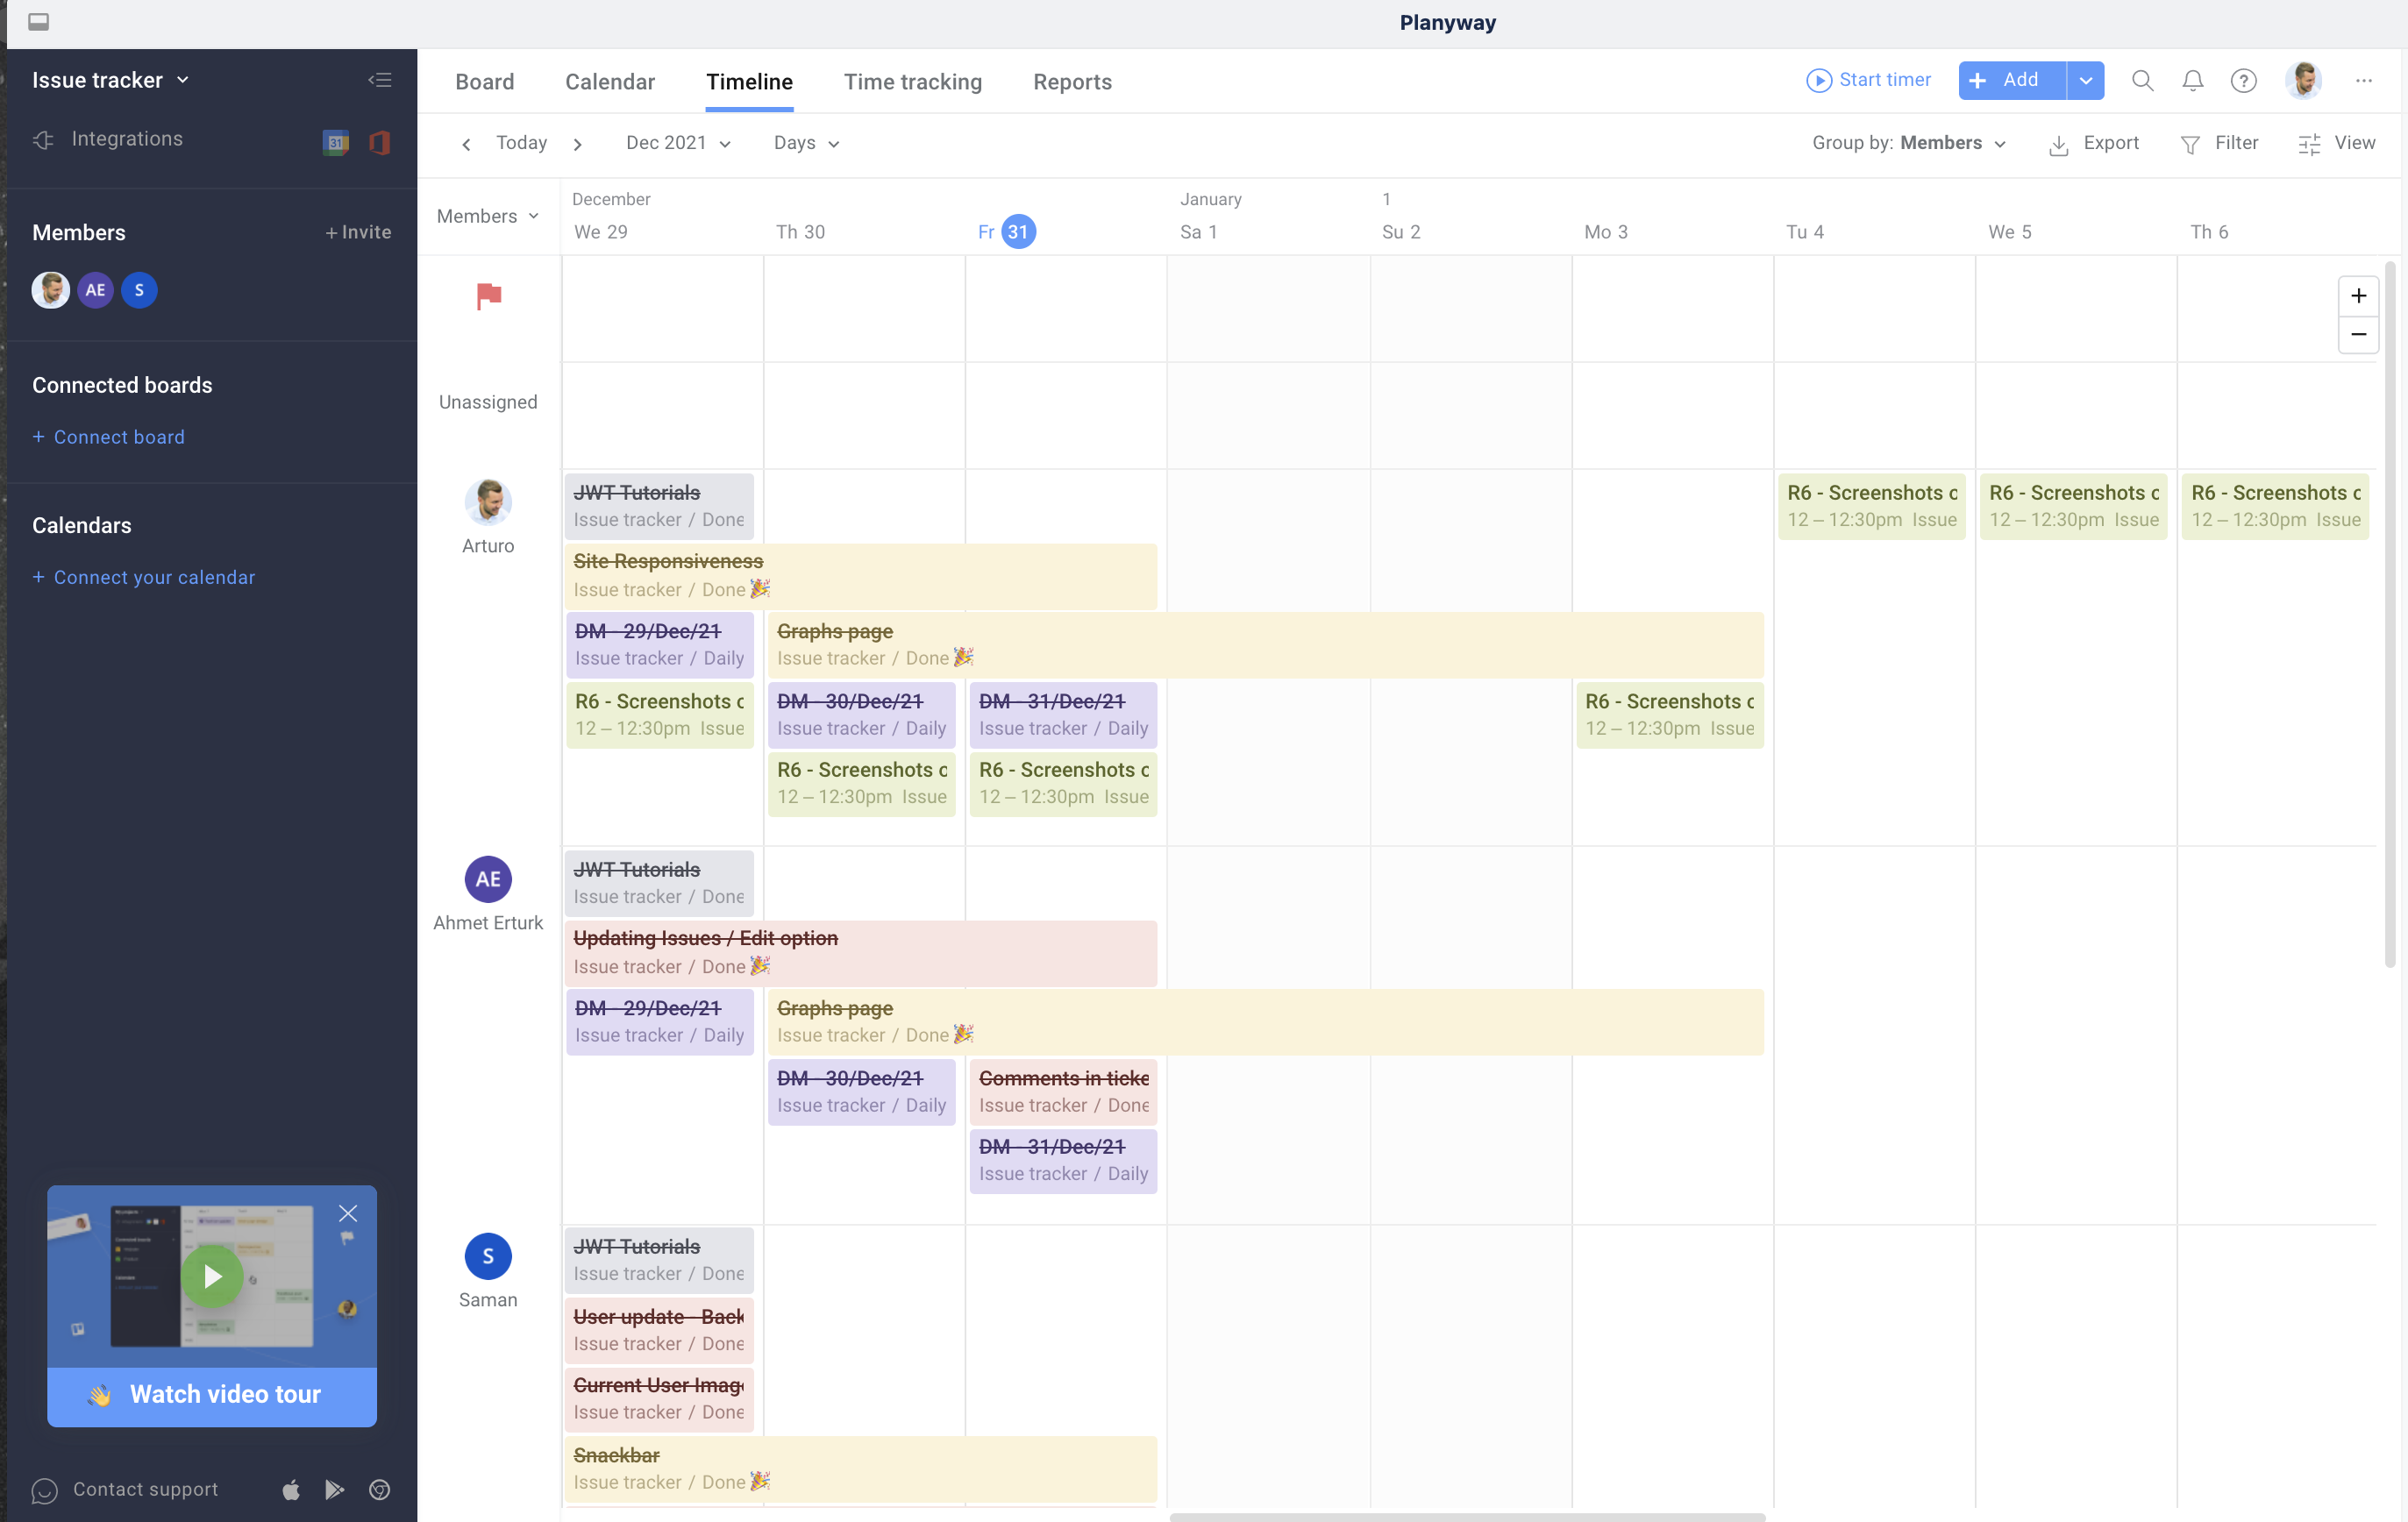 Planyway
Issue tracker
Board Calendar Timeline Time tracking Reports
Start timer
+ Add
Integrations
31
Today Dec 2021 Days
Group by: Members Export Filter View
Members + Invite
AE S
Connected boards
+ Connect board
Calendars
+ Connect your calendar
Watch video tour
Contact support
Members
December January 1
We 29 Th 30 Fr 31 Sa 1 Su 2 Mo 3 Tu 4 We 5 Th 6
+
−
Unassigned
Arturo
JWT Tutorials
Issue tracker / Done
R6 - Screenshots
12 – 12:30pm Issue
R6 - Screenshots
12 – 12:30pm Issue
R6 - Screenshots
12 – 12:30pm Issue
Site Responsiveness
Issue tracker / Done
DM - 29/Dec/21
Issue tracker / Daily
Graphs page
Issue tracker / Done
R6 - Screenshots
12 – 12:30pm Issue
DM - 30/Dec/21
Issue tracker / Daily
DM - 31/Dec/21
Issue tracker / Daily
R6 - Screenshots
12 – 12:30pm Issue
R6 - Screenshots
12 – 12:30pm Issue
R6 - Screenshots
12 – 12:30pm Issue
AE
Ahmet Erturk
JWT Tutorials
Issue tracker / Done
Updating Issues / Edit option
Issue tracker / Done
DM - 29/Dec/21
Issue tracker / Daily
Graphs page
Issue tracker / Done
DM - 30/Dec/21
Issue tracker / Daily
Comments in ticke
Issue tracker / Done
DM - 31/Dec/21
Issue tracker / Daily
S
Saman
JWT Tutorials
Issue tracker / Done
User update - Back
Issue tracker / Done
Current User Imag
Issue tracker / Done
Snackbar
Issue tracker / Done